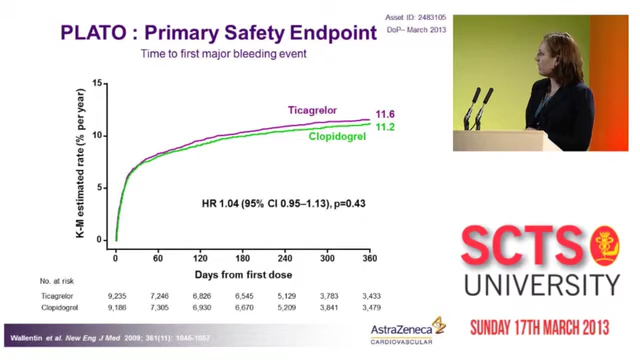 Asset ID: 2483105
DoP– March 2013
PLATO : Primary Safety Endpoint
Time to first major bleeding event
K-M estimated rate (% per year)
15
10
5
0
Ticagrelor 11.6
11.2
Clopidogrel
HR 1.04 (95% CI 0.95–1.13), p=0.43
0 60 120 180 240 300 360
Days from first dose
No. at risk
Ticagrelor 9,235 7,246 6,826 6,545 5,129 3,783 3,433
Clopidogrel 9,186 7,305 6,930 6,670 5,209 3,841 3,479
Wallentin et al. New Eng J Med 2009; 361(11): 1045-1057
AstraZeneca
CARDIOVASCULAR
SCTS
UNIVERSITY
SUNDAY 17TH MARCH 2013